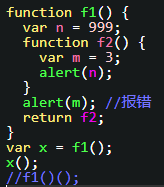 function f1() {
  var n = 999;
  function f2() {
    var m = 3;
    alert(n);
  }
  alert(m); //报错
  return f2;
}
var x = f1();
x();
//f1()();